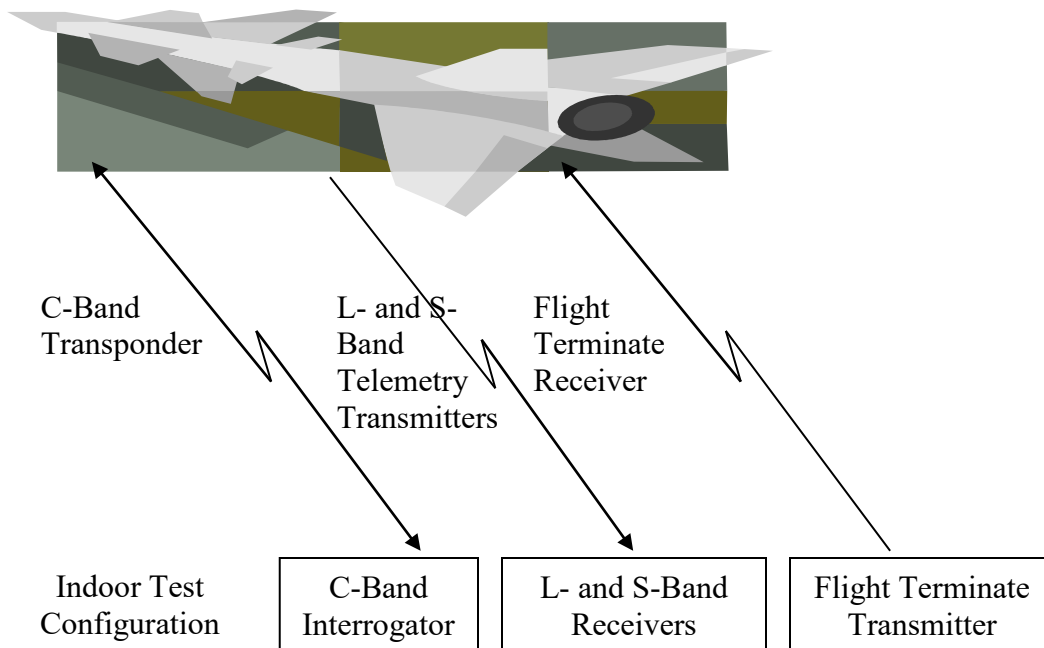 C-Band
Transponder
L- and S-
Band
Telemetry
Transmitters
Flight
Terminate
Receiver
Indoor Test
Configuration
C-Band
Interrogator
L- and S-Band
Receivers
Flight Terminate
Transmitter